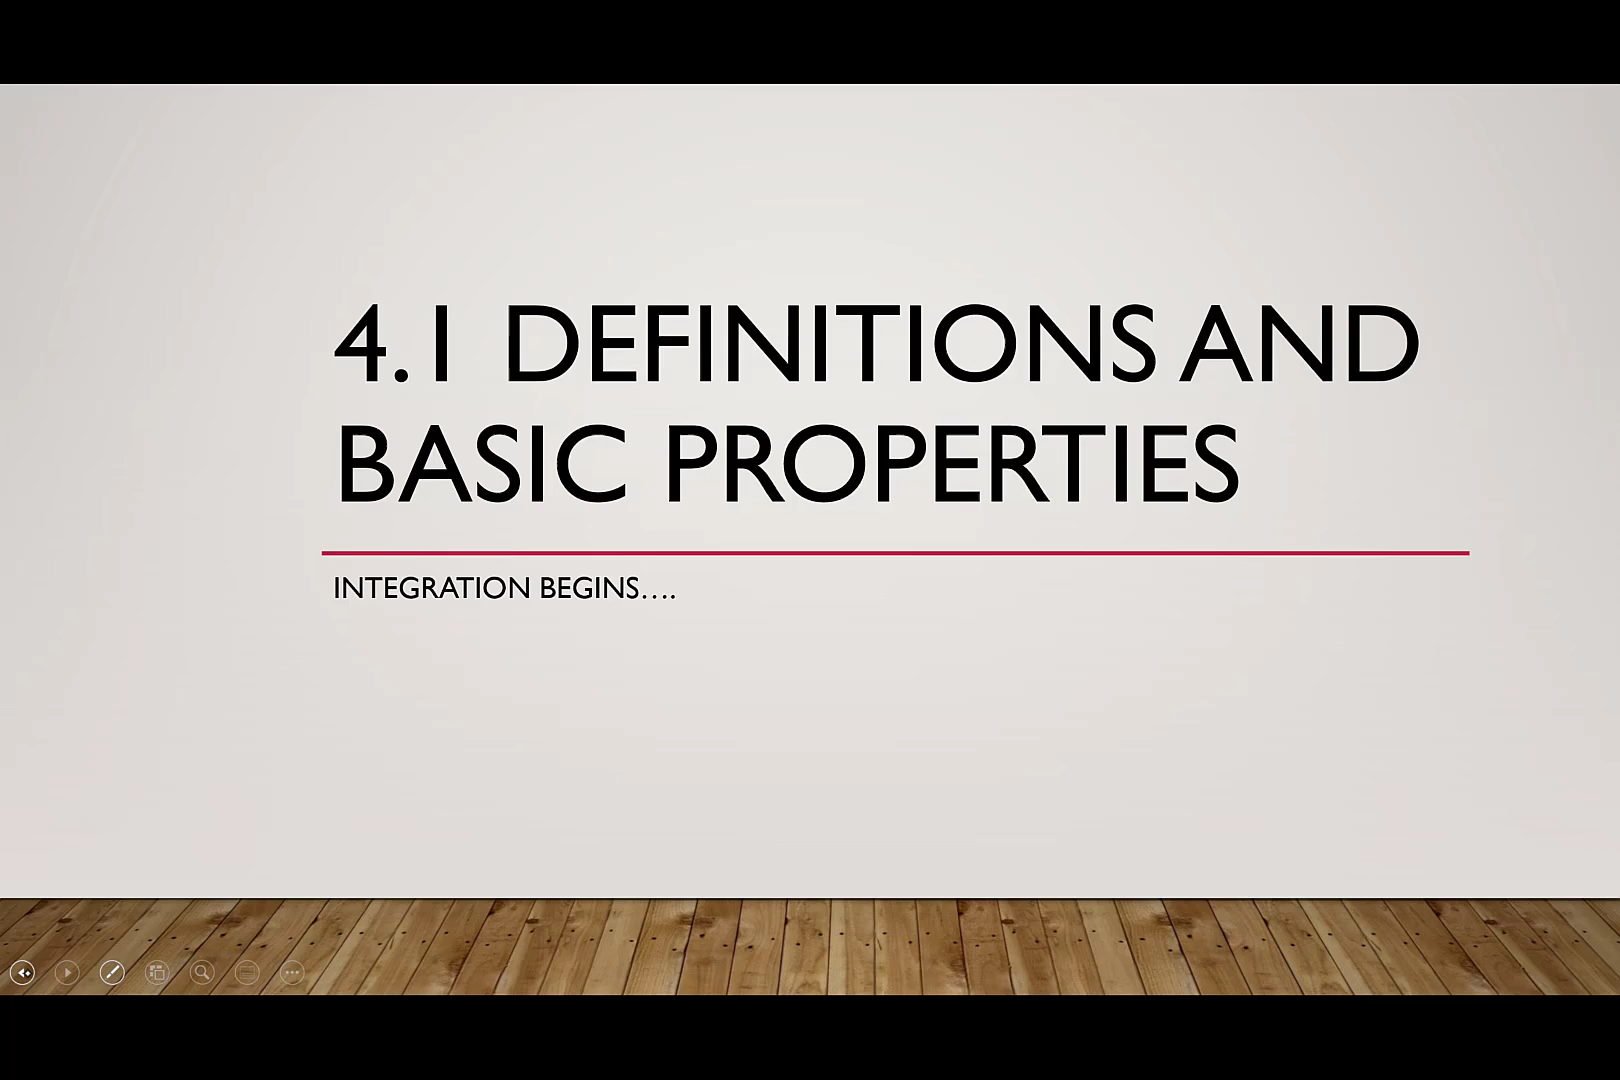 4.1 DEFINITIONS AND
BASIC PROPERTIES
INTEGRATION BEGINS….